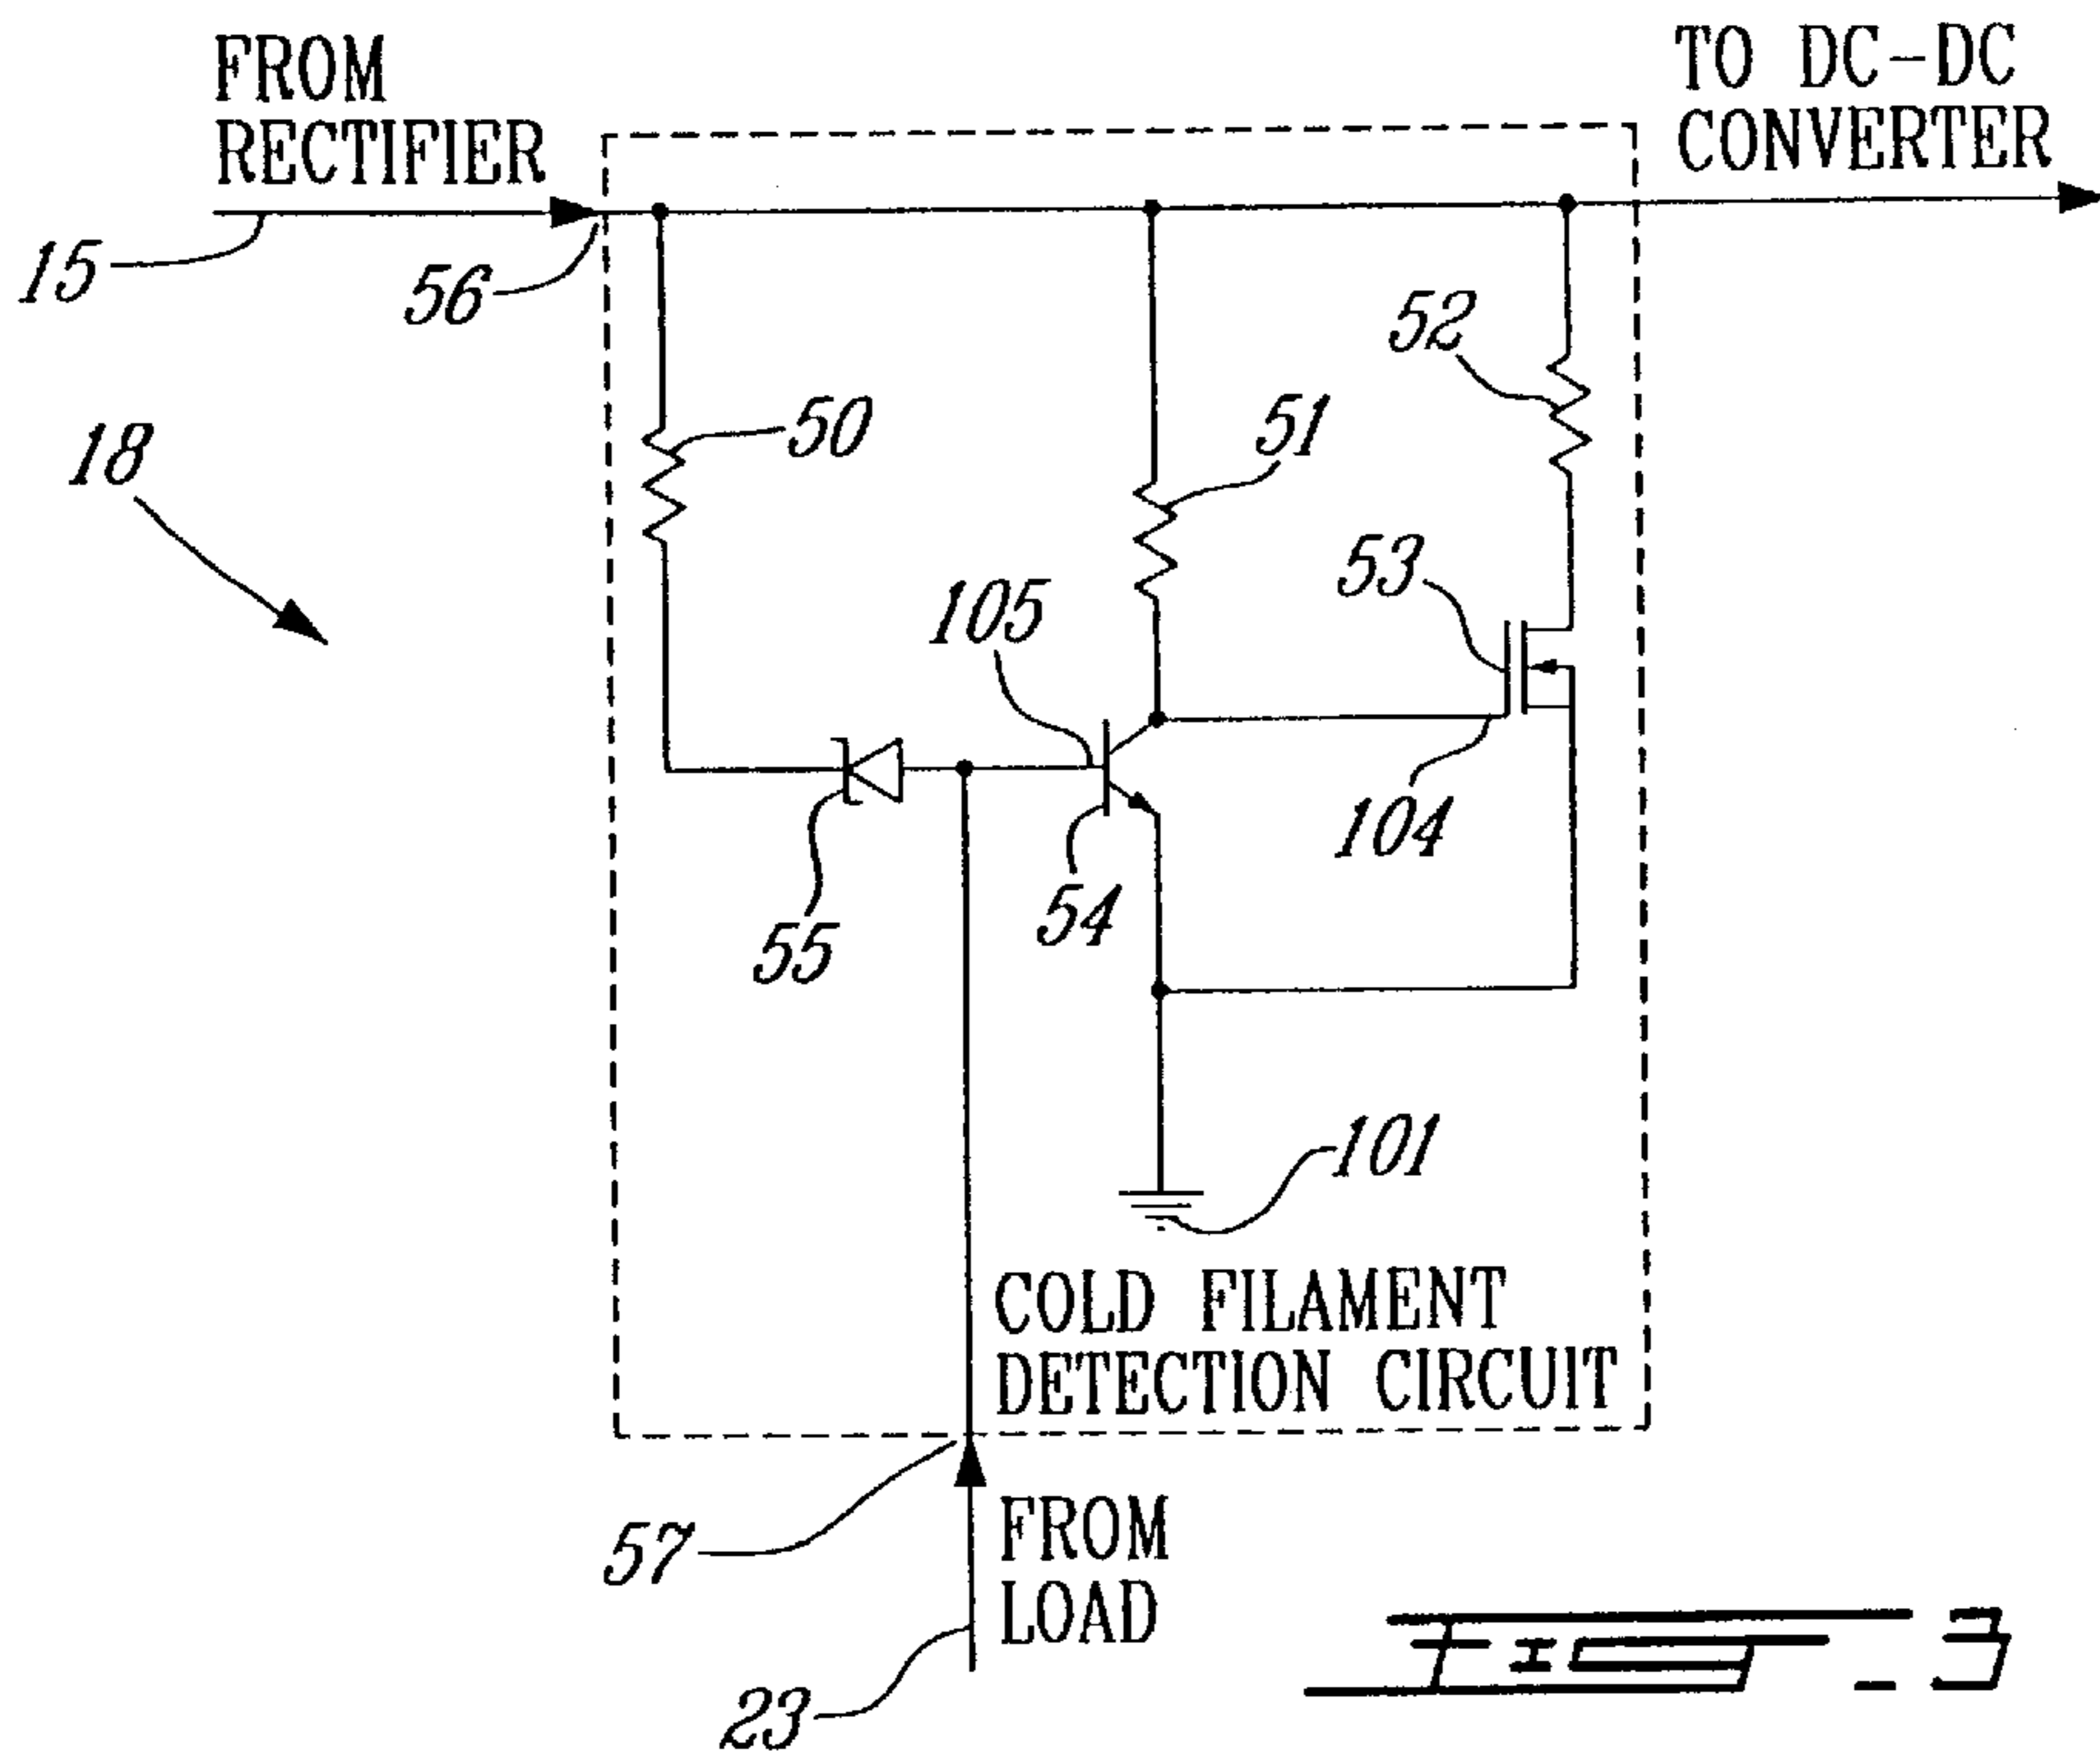 FROM
RECTIFIER
TO DC-DC
CONVERTER
15
56
52
18
50
51
53
105
104
54
55
101
COLD FILAMENT
DETECTION CIRCUIT
57
FROM
LOAD
23
FIG_3